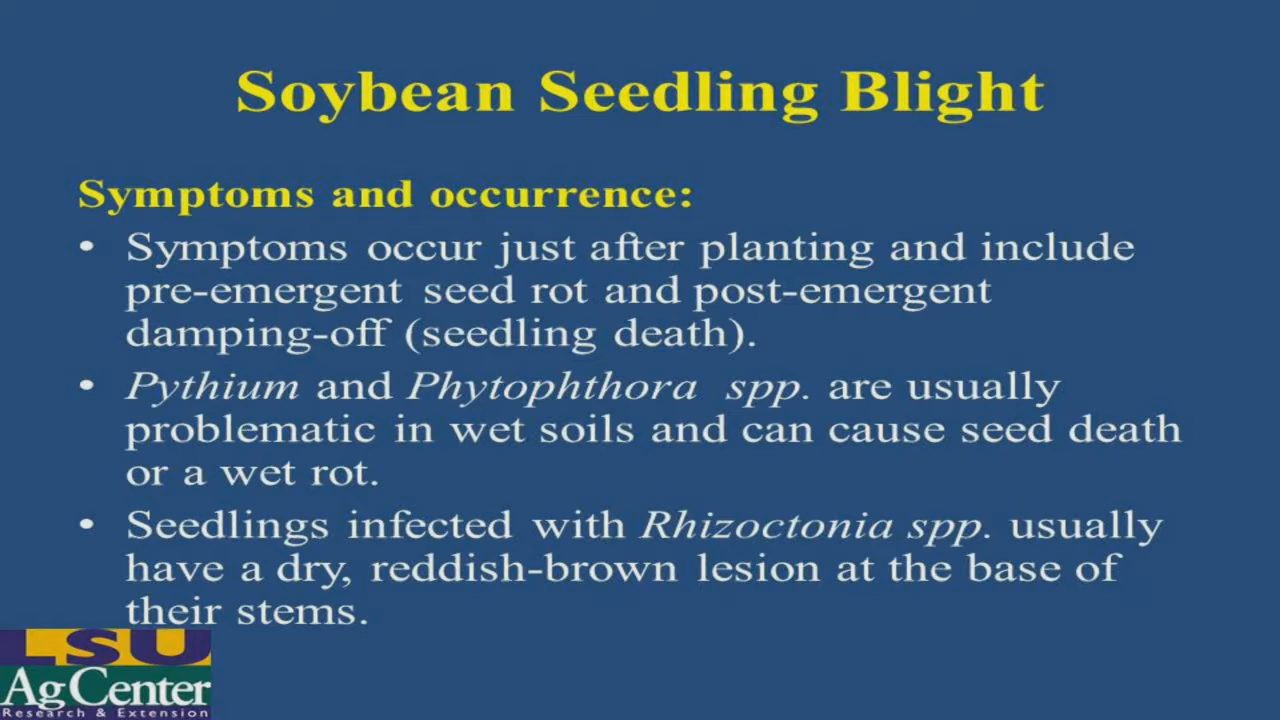 Soybean Seedling Blight
Symptoms and occurrence:
• Symptoms occur just after planting and include
pre-emergent seed rot and post-emergent
damping-off (seedling death).
• Pythium and Phytophthora spp. are usually
problematic in wet soils and can cause seed death
or a wet rot.
• Seedlings infected with Rhizoctonia spp. usually
have a dry, reddish-brown lesion at the base of
their stems.
LSU
AgCenter
Research & Extension